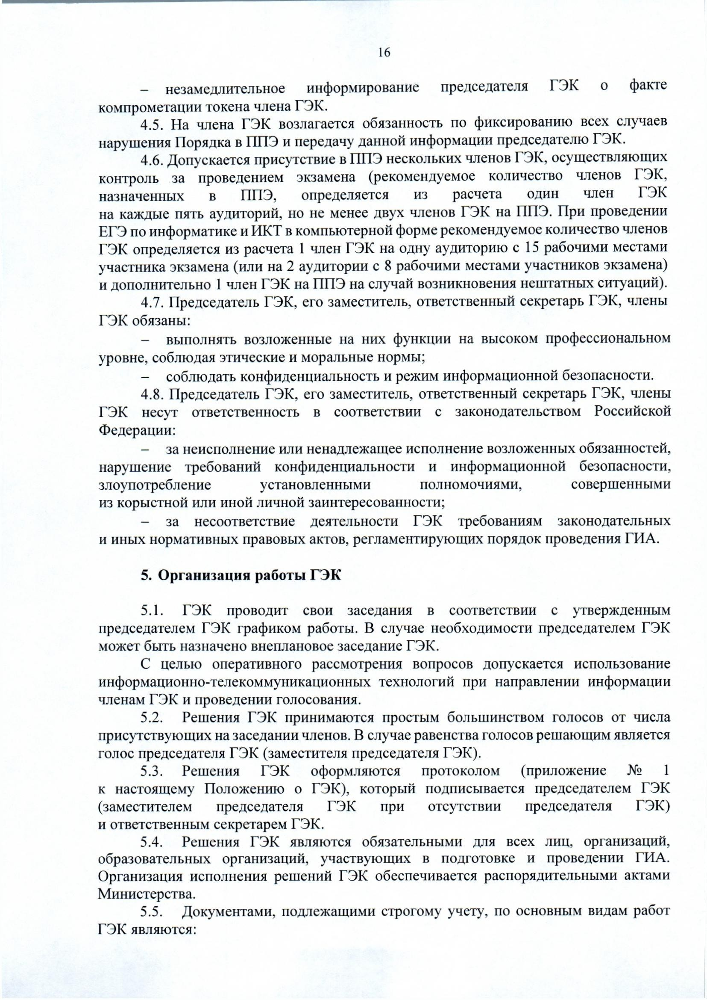 16
– незамедлительное информирование председателя ГЭК о факте
компрометации токена члена ГЭК.
4.5. На члена ГЭК возлагается обязанность по фиксированию всех случаев
нарушения Порядка в ППЭ и передачу данной информации председателю ГЭК.
4.6. Допускается присутствие в ППЭ нескольких членов ГЭК, осуществляющих
контроль за проведением экзамена (рекомендуемое количество членов ГЭК,
назначенных в ППЭ, определяется из расчета один член ГЭК
на каждые пять аудиторий, но не менее двух членов ГЭК на ППЭ. При проведении
ЕГЭ по информатике и ИКТ в компьютерной форме рекомендуемое количество членов
ГЭК определяется из расчета 1 член ГЭК на одну аудиторию с 15 рабочими местами
участника экзамена (или на 2 аудитории с 8 рабочими местами участников экзамена)
и дополнительно 1 член ГЭК на ППЭ на случай возникновения нештатных ситуаций).
4.7. Председатель ГЭК, его заместитель, ответственный секретарь ГЭК, члены
ГЭК обязаны:
– выполнять возложенные на них функции на высоком профессиональном
уровне, соблюдая этические и моральные нормы;
– соблюдать конфиденциальность и режим информационной безопасности.
4.8. Председатель ГЭК, его заместитель, ответственный секретарь ГЭК, члены
ГЭК несут ответственность в соответствии с законодательством Российской
Федерации:
– за неисполнение или ненадлежащее исполнение возложенных обязанностей,
нарушение требований конфиденциальности и информационной безопасности,
злоупотребление установленными полномочиями, совершенными
из корыстной или иной личной заинтересованности;
– за несоответствие деятельности ГЭК требованиям законодательных
и иных нормативных правовых актов, регламентирующих порядок проведения ГИА.
5. Организация работы ГЭК
5.1. ГЭК проводит свои заседания в соответствии с утвержденным
председателем ГЭК графиком работы. В случае необходимости председателем ГЭК
может быть назначено внеплановое заседание ГЭК.
С целью оперативного рассмотрения вопросов допускается использование
информационно-телекоммуникационных технологий при направлении информации
членам ГЭК и проведении голосования.
5.2. Решения ГЭК принимаются простым большинством голосов от числа
присутствующих на заседании членов. В случае равенства голосов решающим является
голос председателя ГЭК (заместителя председателя ГЭК).
5.3. Решения ГЭК оформляются протоколом (приложение № 1
к настоящему Положению о ГЭК), который подписывается председателем ГЭК
(заместителем председателя ГЭК при отсутствии председателя ГЭК)
и ответственным секретарем ГЭК.
5.4. Решения ГЭК являются обязательными для всех лиц, организаций,
образовательных организаций, участвующих в подготовке и проведении ГИА.
Организация исполнения решений ГЭК обеспечивается распорядительными актами
Министерства.
5.5. Документами, подлежащими строгому учету, по основным видам работ
ГЭК являются: